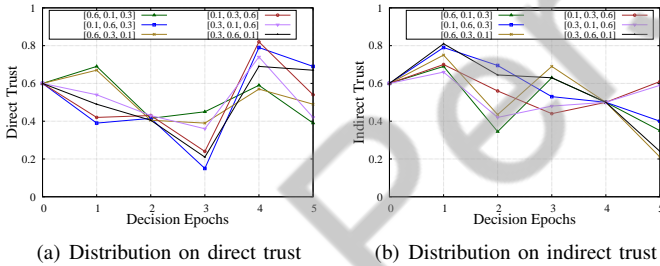 [0.6, 0.1, 0.3] [0.1, 0.3, 0.6]
[0.1, 0.6, 0.3] [0.3, 0.1, 0.6]
[0.6, 0.3, 0.1] [0.3, 0.6, 0.1]
1
0.8
0.6
0.4
0.2
0
Direct Trust
0 1 2 3 4 5
Decision Epochs
(a) Distribution on direct trust
[0.6, 0.1, 0.3] [0.1, 0.3, 0.6]
[0.1, 0.6, 0.3] [0.3, 0.1, 0.6]
[0.6, 0.3, 0.1] [0.3, 0.6, 0.1]
1
0.8
0.6
0.4
0.2
0
Indirect Trust
0 1 2 3 4 5
Decision Epochs
(b) Distribution on indirect trust
Per